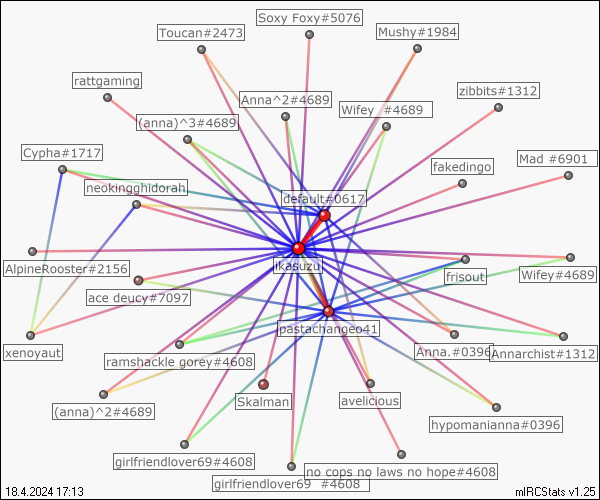 Soxy Foxy#5076
Toucan#2473
Mushy#1984
rattgaming
zibbits#1312
Anna^2#4689
Wifey #4689
(anna)^3#4689
Cypha#1717
fakedingo
Mad #6901
neokingghidorah
default#0617
ikasuzu
AlpineRooster#2156
frisout
Wifey#4689
ace deucy#7097
pastachangeo41
xenoyaut
ramshackle gorey#4608
Anna.#0396
Annarchist#1312
Skalman
avelicious
(anna)^2#4689
hypomanianna#0396
girlfriendlover69#4608
no cops no laws no hope#4608
girlfriendlover69 #4608
18.4.2024 17:13
mIRCStats v1.25